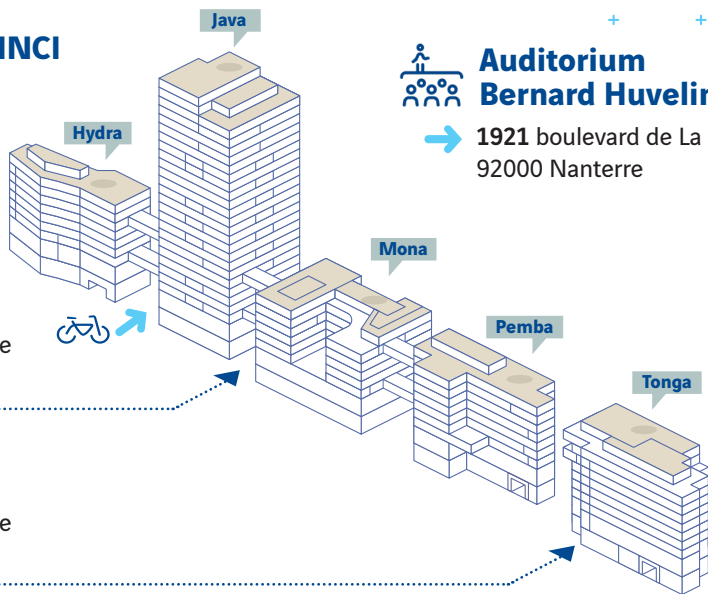 INCI
Java
Auditorium
Bernard Huvelin
1921 boulevard de La
92000 Nanterre
Hydra
Mona
Pemba
Tonga
e
e